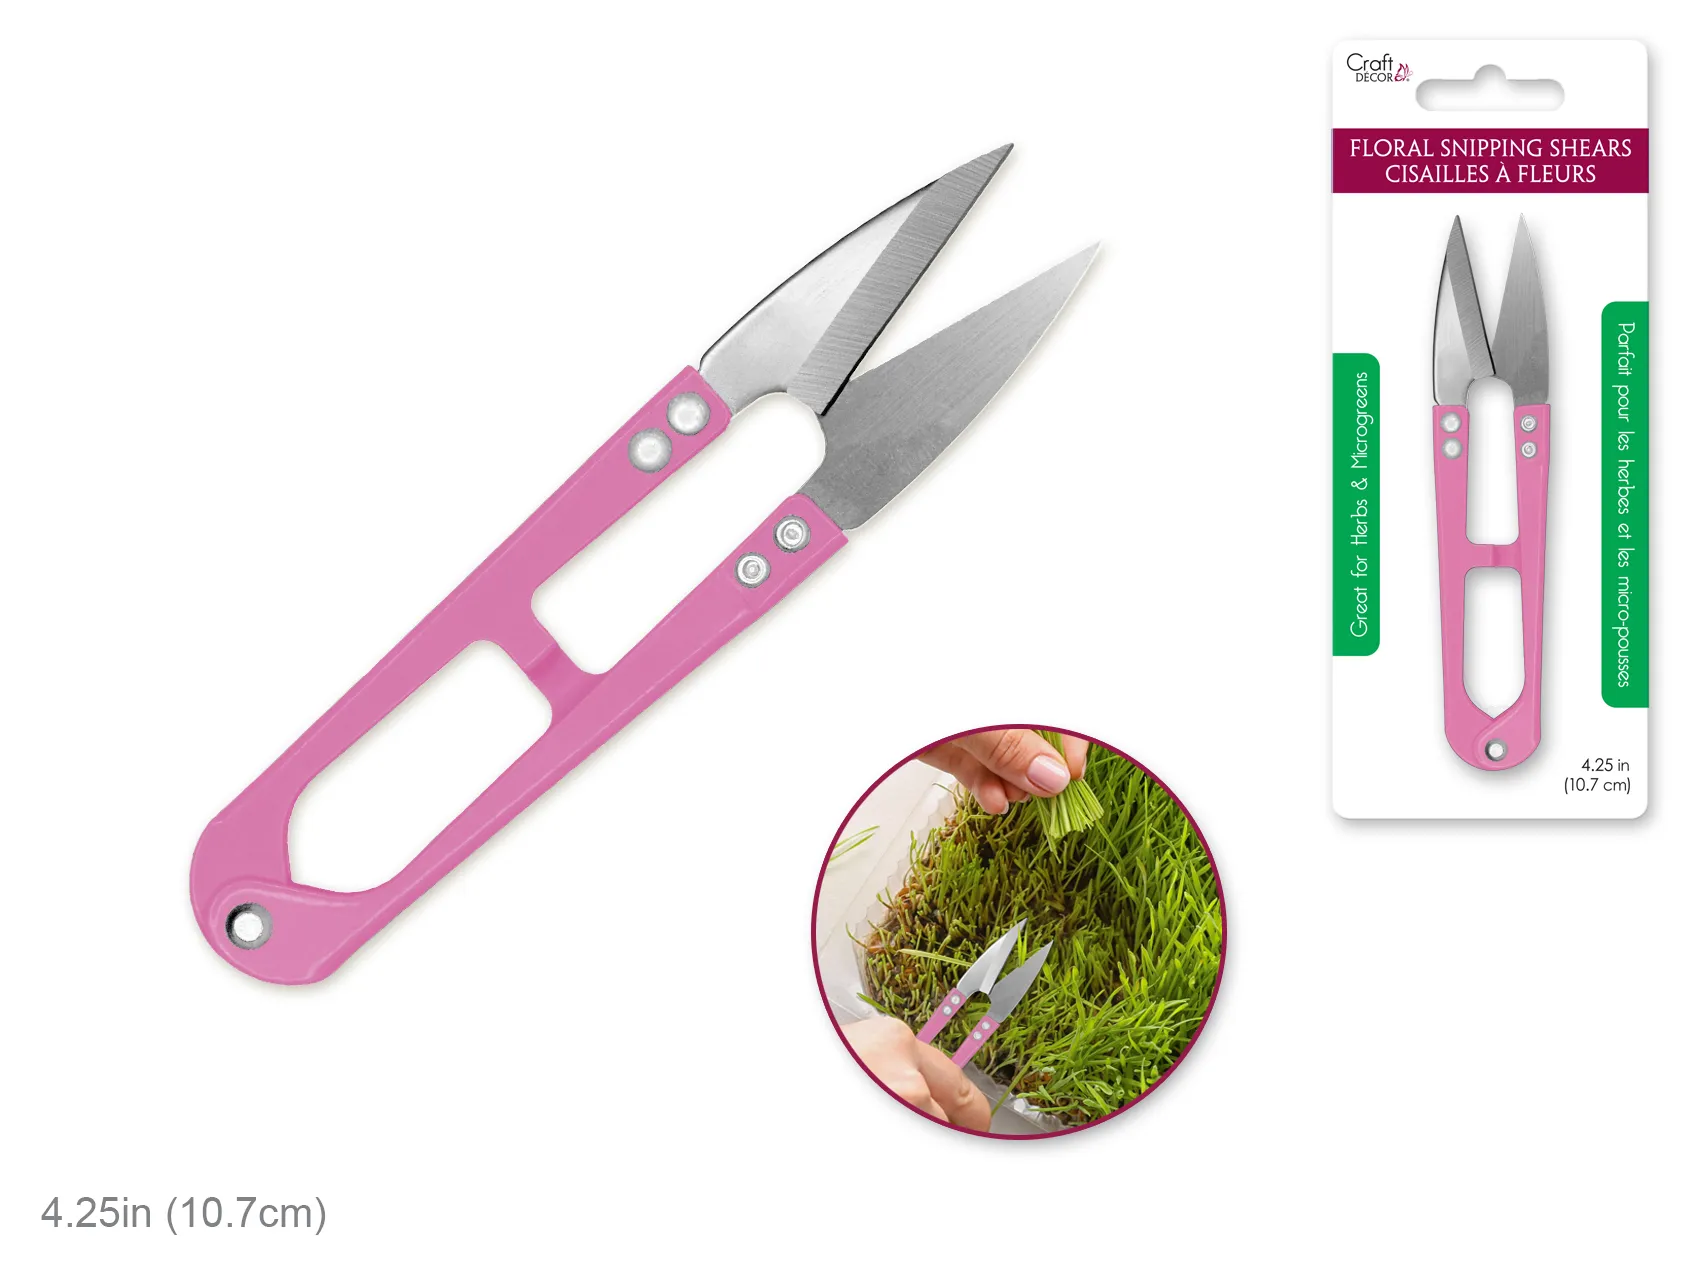 Craft
DÉCOR
FLORAL SNIPPING SHEARS
CISAILLES À FLEURS
Great for Herbs & Microgreens
Parfait pour les herbes et les micro-pousses
4.25 in
(10.7 cm)
4.25in (10.7cm)